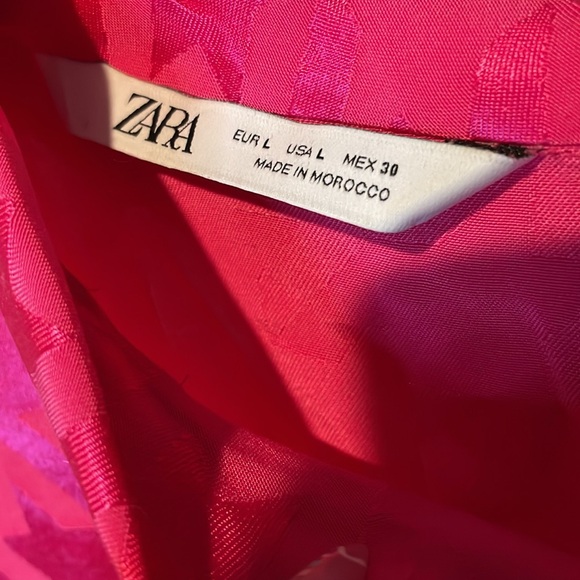 ZARA
EUR L USA L MEX 30
MADE IN MOROCCO